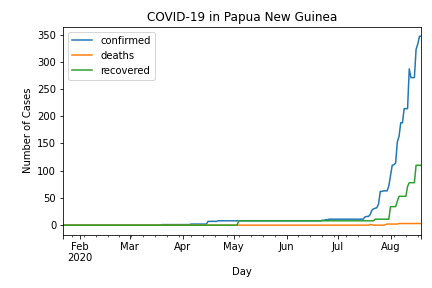 COVID-19 in Papua New Guinea
confirmed
deaths
recovered
Number of Cases
350
300
250
200
150
100
50
0
Feb
2020
Mar
Apr
May
Jun
Jul
Aug
Day